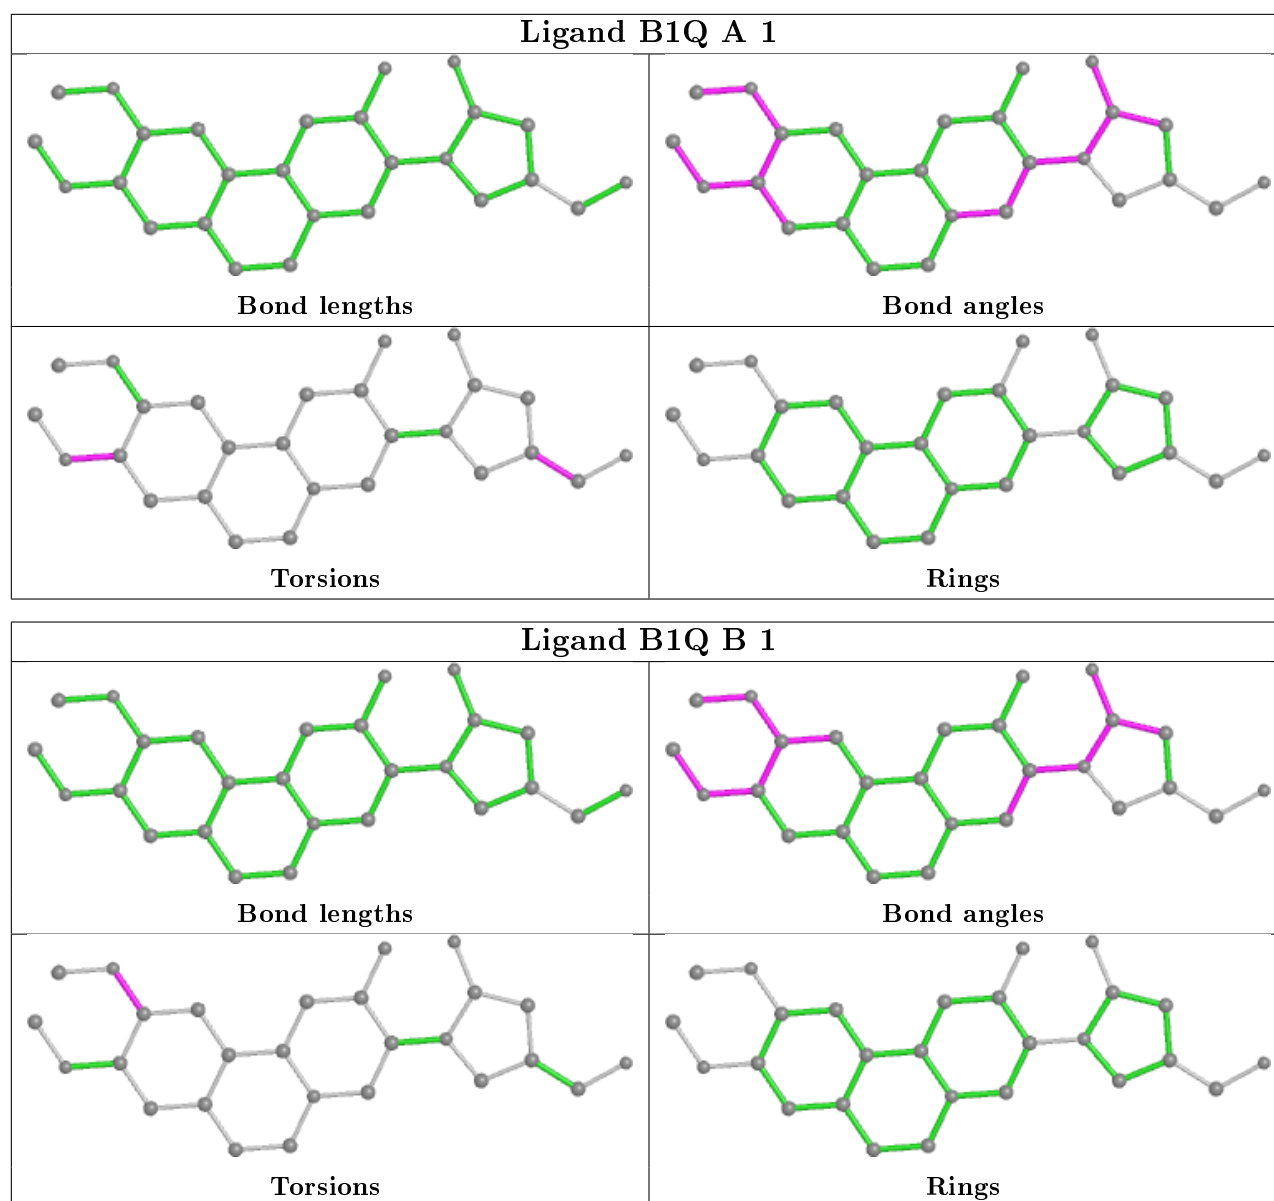 Ligand B1Q A 1
Bond lengths
Bond angles
Torsions
Rings
Ligand B1Q B 1
Bond lengths
Bond angles
Torsions
Rings